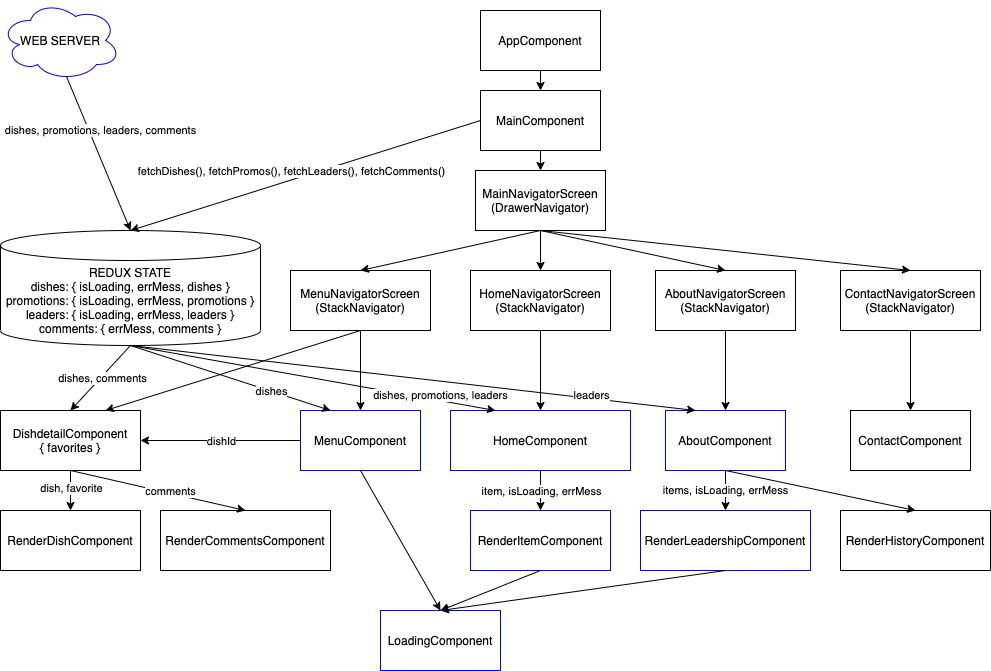 WEB SERVER
AppComponent
MainComponent
dishes, promotions, leaders, comments
fetchDishes(), fetchPromos(), fetchLeaders(), fetchComments()
MainNavigatorScreen
(DrawerNavigator)
REDUX STATE
dishes: { isLoading, errMess, dishes }
promotions: { isLoading, errMess, promotions }
leaders: { isLoading, errMess, leaders }
comments: { errMess, comments }
MenuNavigatorScreen
(StackNavigator)
HomeNavigatorScreen
(StackNavigator)
AboutNavigatorScreen
(StackNavigator)
ContactNavigatorScreen
(StackNavigator)
dishes, comments
dishes
dishes, promotions, leaders
leaders
DishdetailComponent
{ favorites }
dishId
MenuComponent
HomeComponent
AboutComponent
ContactComponent
dish, favorite
comments
item, isLoading, errMess
items, isLoading, errMess
RenderDishComponent
RenderCommentsComponent
RenderItemComponent
RenderLeadershipComponent
RenderHistoryComponent
LoadingComponent